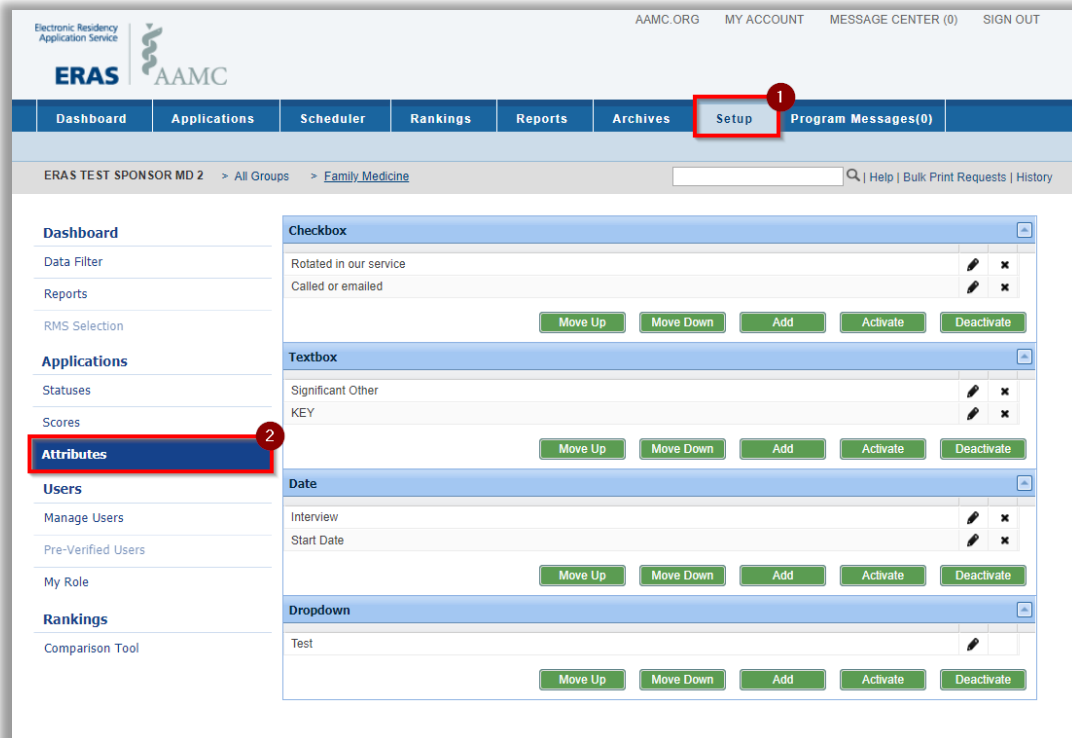 AAMC.ORG MY ACCOUNT MESSAGE CENTER (0) SIGN OUT
Electronic Residency
Application Service
ERAS AAMC
1
Dashboard Applications Scheduler Rankings Reports Archives Setup Program Messages(0)
ERAS TEST SPONSOR MD 2 > All Groups > Family Medicine | Help | Bulk Print Requests | History
Dashboard
Data Filter
Reports
RMS Selection
Applications
Statuses
Scores
2
Attributes
Users
Manage Users
Pre-Verified Users
My Role
Rankings
Comparison Tool
Checkbox
Rotated in our service
Called or emailed
Move Up Move Down Add Activate Deactivate
Textbox
Significant Other
KEY
Move Up Move Down Add Activate Deactivate
Date
Interview
Start Date
Move Up Move Down Add Activate Deactivate
Dropdown
Test
Move Up Move Down Add Activate Deactivate